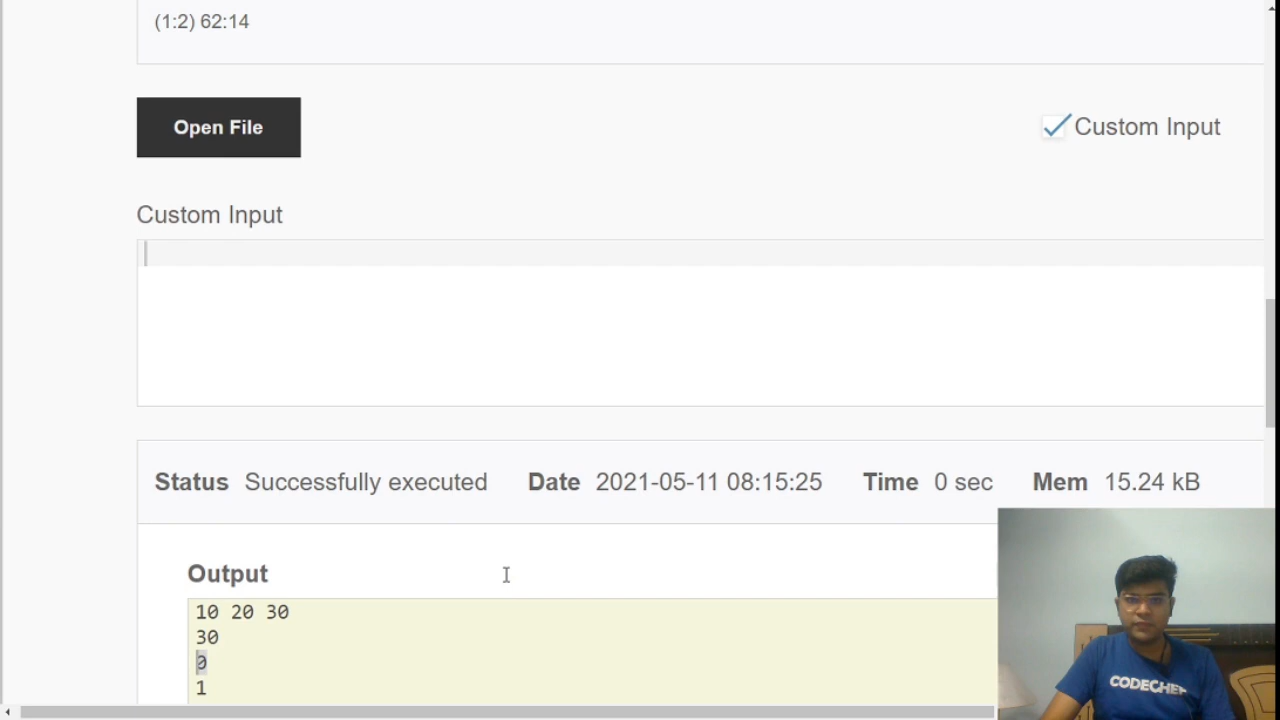 (1:2) 62:14
Open File
Custom Input
Custom Input
Status Successfully executed Date 2021-05-11 08:15:25 Time 0 sec Mem 15.24 kB
Output
10 20 30
30
0
1
CODECHEF